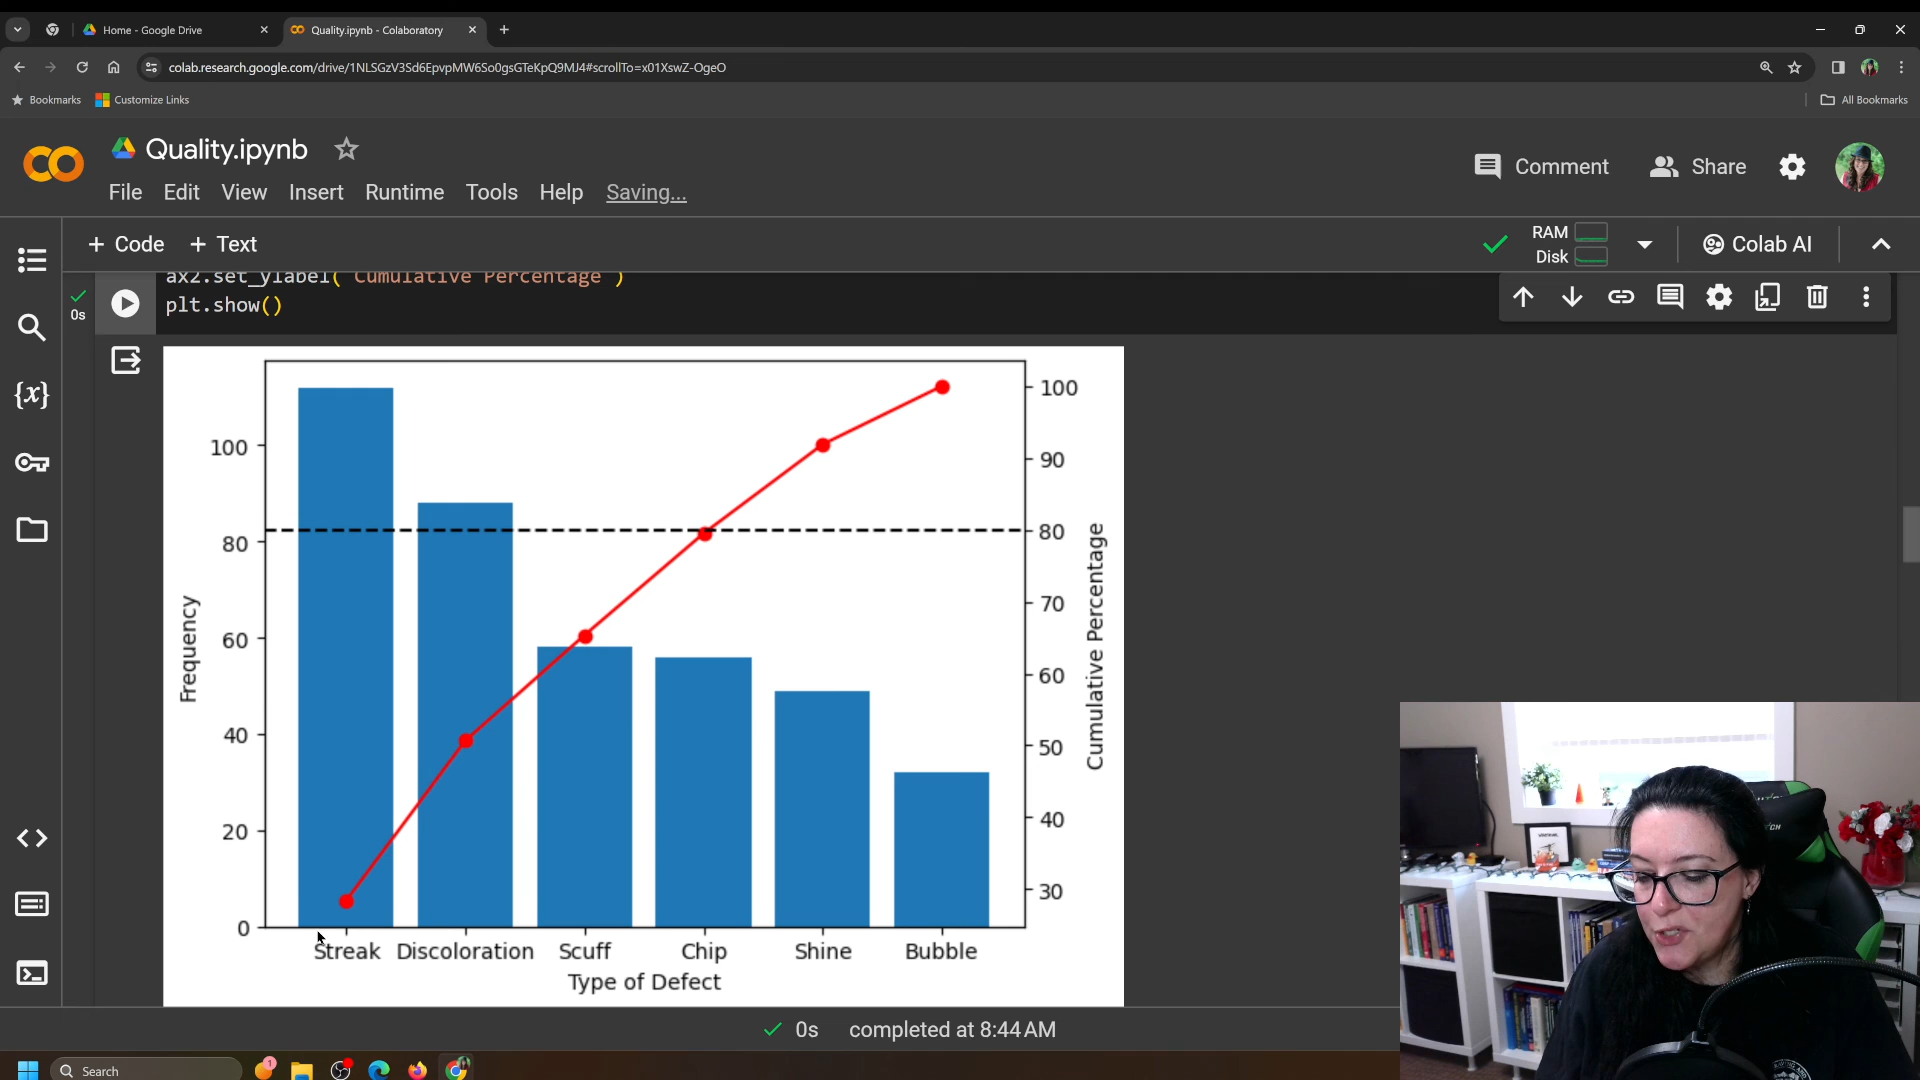 Home - Google Drive
Quality.ipynb - Colaboratory
colab.research.google.com/drive/1NLSGzV3Sd6EpvpMW6So0gsGTeKpQ9MJ4#scrollTo=x01XswZ-OgeO
Bookmarks
Customize Links
All Bookmarks
CO
Quality.ipynb
Comment
Share
File Edit View Insert Runtime Tools Help Saving...
+ Code + Text
RAM
Disk
Colab AI
ax2.set_ylabel('Cumulative Percentage')
plt.show()
0s
{x}
100
80
60
40
20
0
Frequency
100
90
80
70
60
50
40
30
Cumulative Percentage
Streak Discoloration Scuff Chip Shine Bubble
Type of Defect
0s completed at 8:44 AM
Search
1